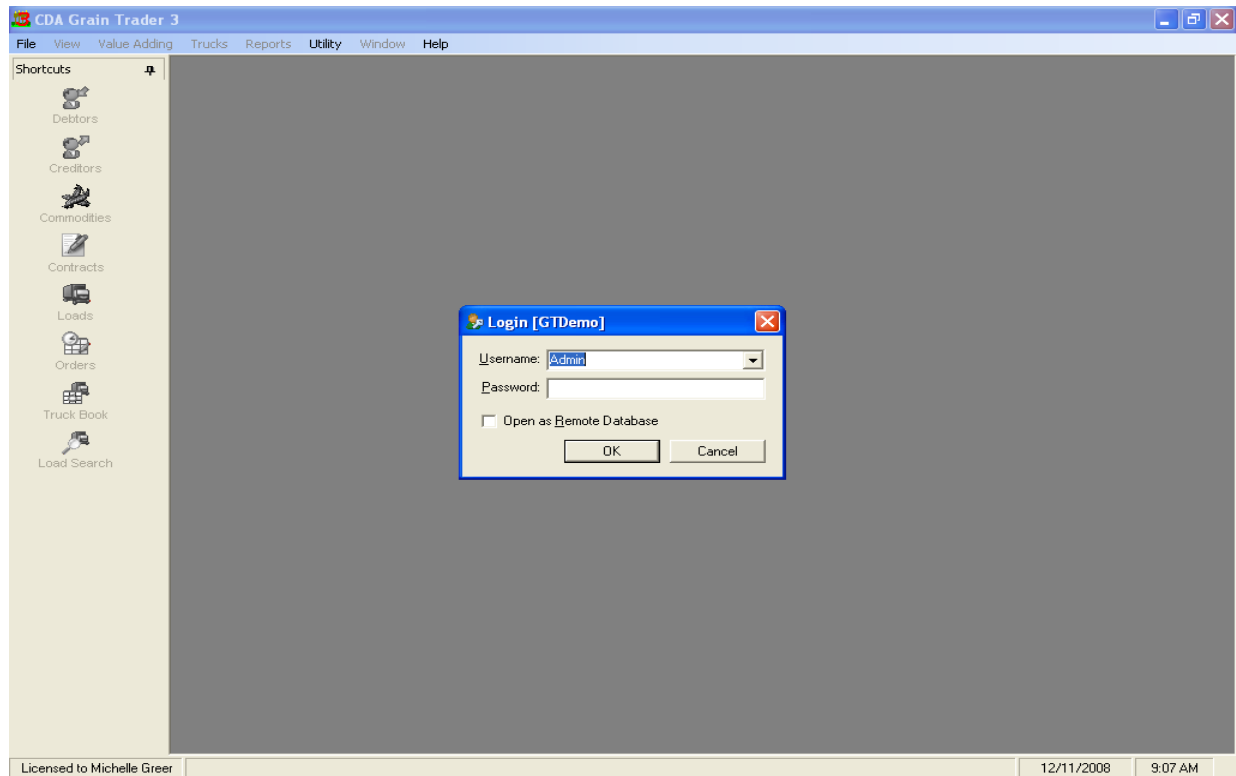 CDA Grain Trader 3
File View Value Adding Trucks Reports Utility Window Help
Shortcuts
Debtors
Creditors
Commodities
Contracts
Loads
Orders
Truck Book
Load Search
Login [GTDemo]
Username: Admin
Password:
Open as Remote Database
OK Cancel
Licensed to Michelle Greer 12/11/2008 9:07 AM